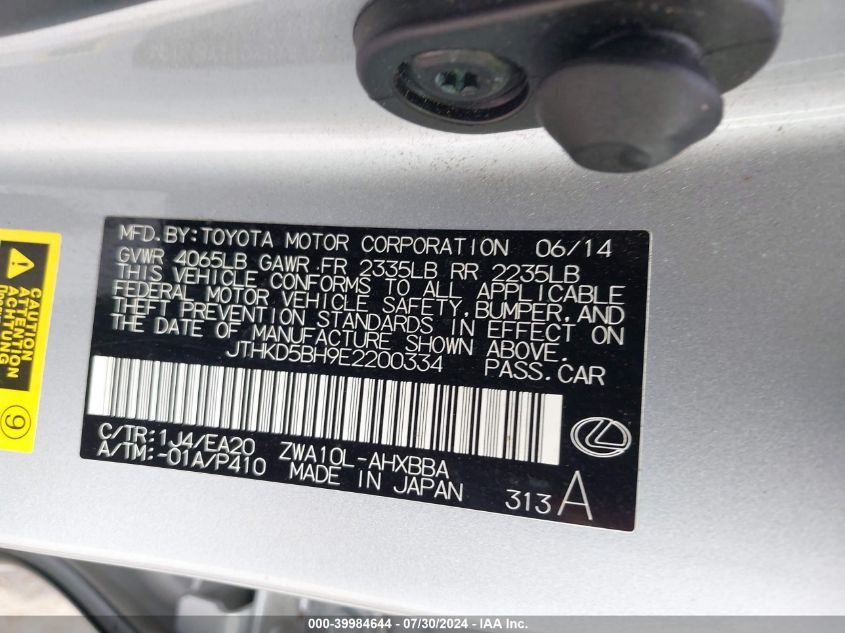 MFD.BY:TOYOTA MOTOR CORPORATION 06/14
GVWR 4065LB GAWR FR 2335LB RR 2235LB
THIS VEHICLE CONFORMS TO ALL APPLICABLE
FEDERAL MOTOR VEHICLE SAFETY, BUMPER, AND
THEFT PREVENTION STANDARDS IN EFFECT ON
THE DATE OF MANUFACTURE SHOWN ABOVE.
JTHKD5BH9E2200334 PASS.CAR
C/TR:1J4/EA20 ZWA10L-AHXBBA
A/TM:-01A/P410 MADE IN JAPAN
313A
CAUTION
ACTUNG
9
000-39984644 / 07/30/2024 - IAA Inc.